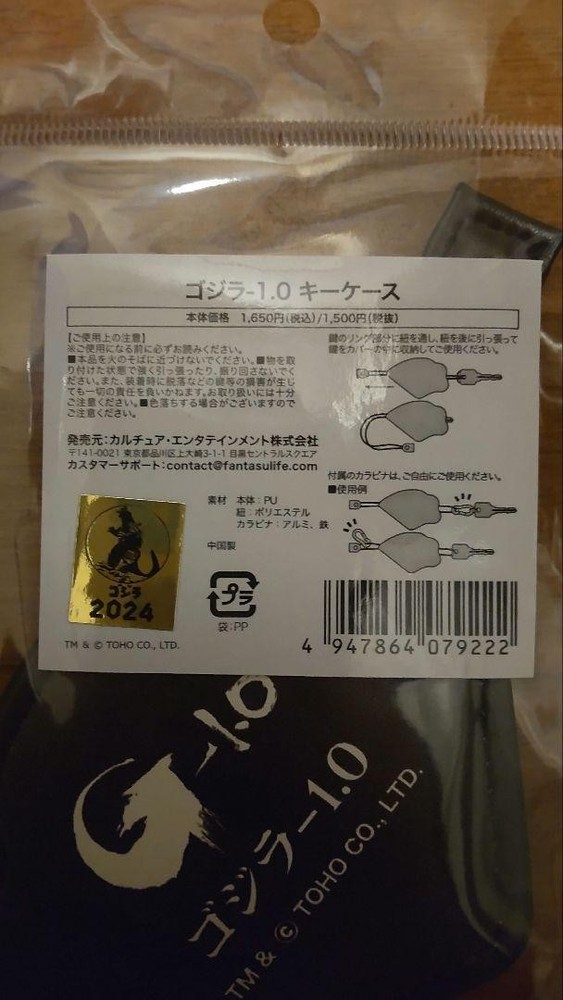 ゴジラ-1.0 キーケース
本体価格 1,650円(税込)/1,500円(税抜)
【ご使用上の注意】
※ご使用になる前に必ずお読みください。
■本品を火のそばに近づけないでください。■物を取
り付けた状態で強く引っ張ったり、振り回さないでく
ださい。また、装着時に脱落などの様等の損害が生じ
ても一切の責任を負いかねます。お取り扱いには十分
ご注意ください。■色落ちする場合がございますので
ご注意ください。
発売元:カルチュア・エンタテインメント株式会社
〒141-0021 東京都品川区上大崎3-1-1 目黒セントラルスクエア
カスタマーサポート:contact@fantasulife.com
鍵のリング部分に紐を通し、紐を後に引っ張って
鍵をカバーの中に収納してご使用ください。
付属のカラビナは、ご自由にご使用ください。
■使用例
素材 本体:PU
紐:ポリエステル
カラビナ:アルミ、鉄
中国製
プラ
袋:PP
ゴジラ
2024
TM & © TOHO CO., LTD.
4 947864 079222
G-1.0
ゴジラ-1.0
TM & © TOHO CO., LTD.